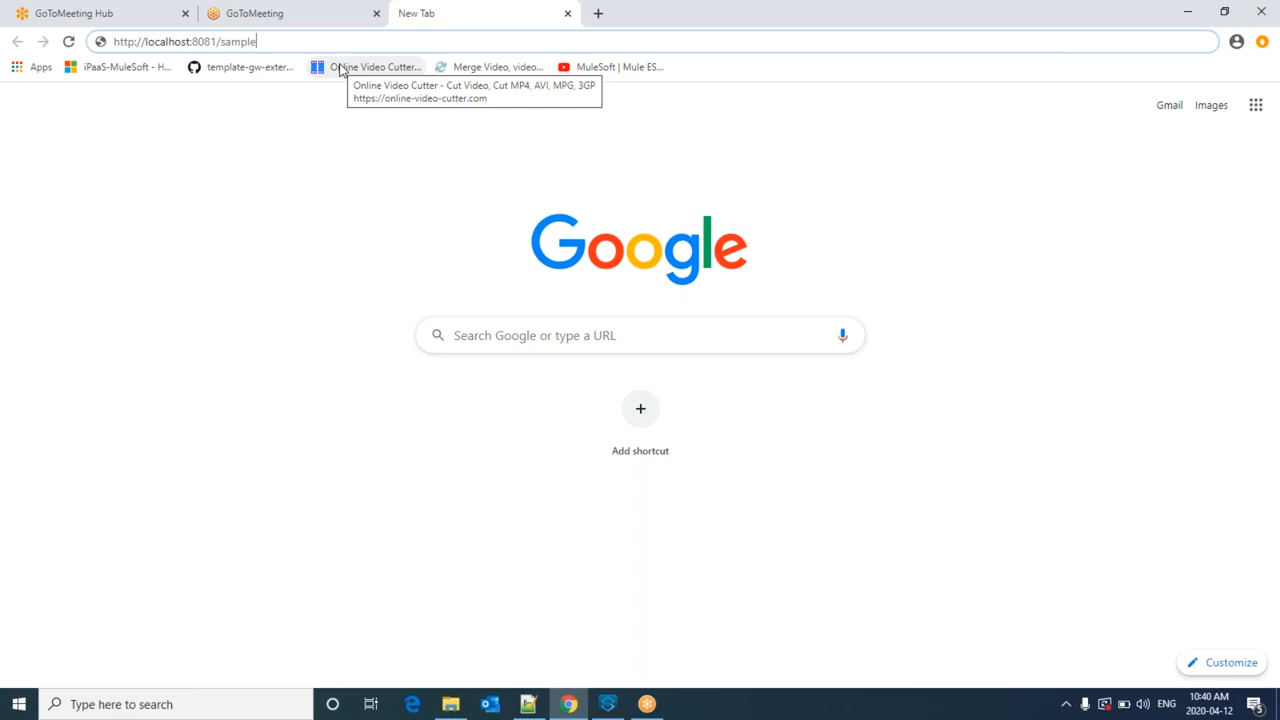 GoToMeeting Hub
GoToMeeting
New Tab
http://localhost:8081/sample
Apps
iPaaS-MuleSoft - H...
template-gw-exter...
Online Video Cutter...
Merge Video, video...
MuleSoft | Mule ES...
Online Video Cutter - Cut Video, Cut MP4, AVI, MPG, 3GP
https://online-video-cutter.com
Gmail
Images
Google
Search Google or type a URL
Add shortcut
Customize
Type here to search
ENG
10:40 AM
2020-04-12
5